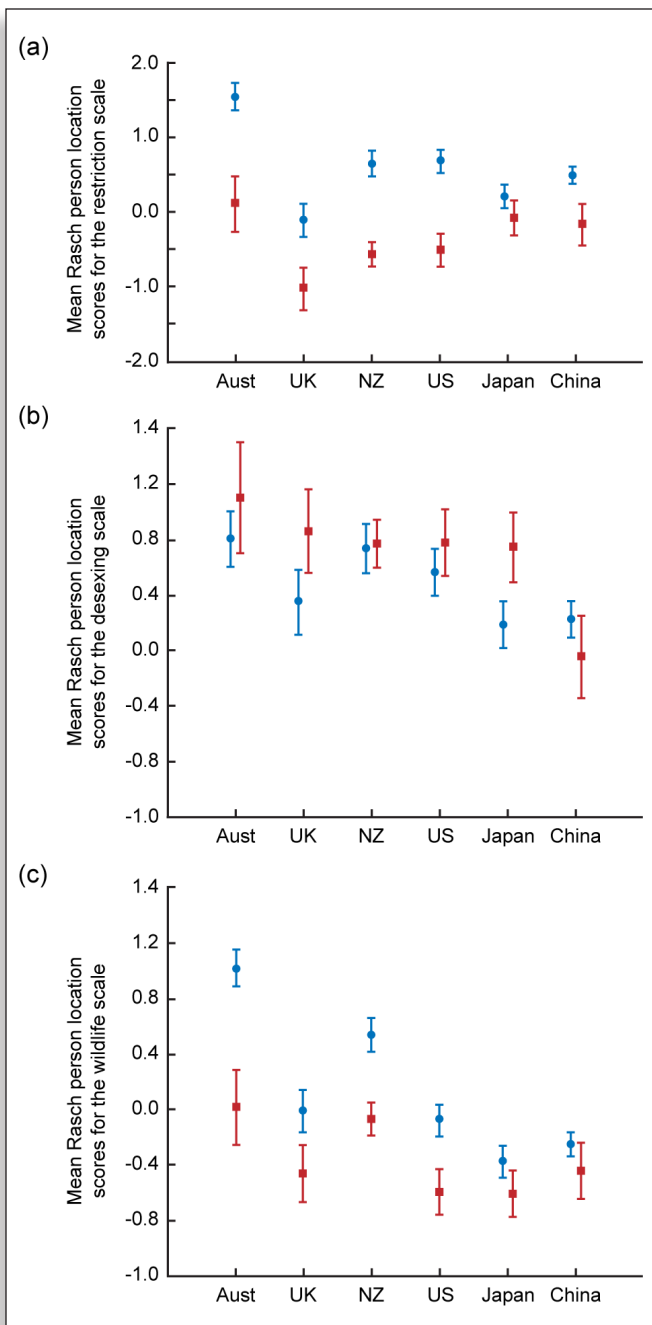 (a)
Mean Rasch person location
scores for the restriction scale
2.0
1.0
0.0
-1.0
-2.0
Aust UK NZ US Japan China
(b)
Mean Rasch person location
scores for the desexing scale
1.4
1.2
0.8
0.4
0.0
-0.4
-0.8
-1.0
Aust UK NZ US Japan China
(c)
Mean Rasch person location
scores for the wildlife scale
1.4
1.2
0.4
0.0
-0.4
-0.8
-1.0
Aust UK NZ US Japan China